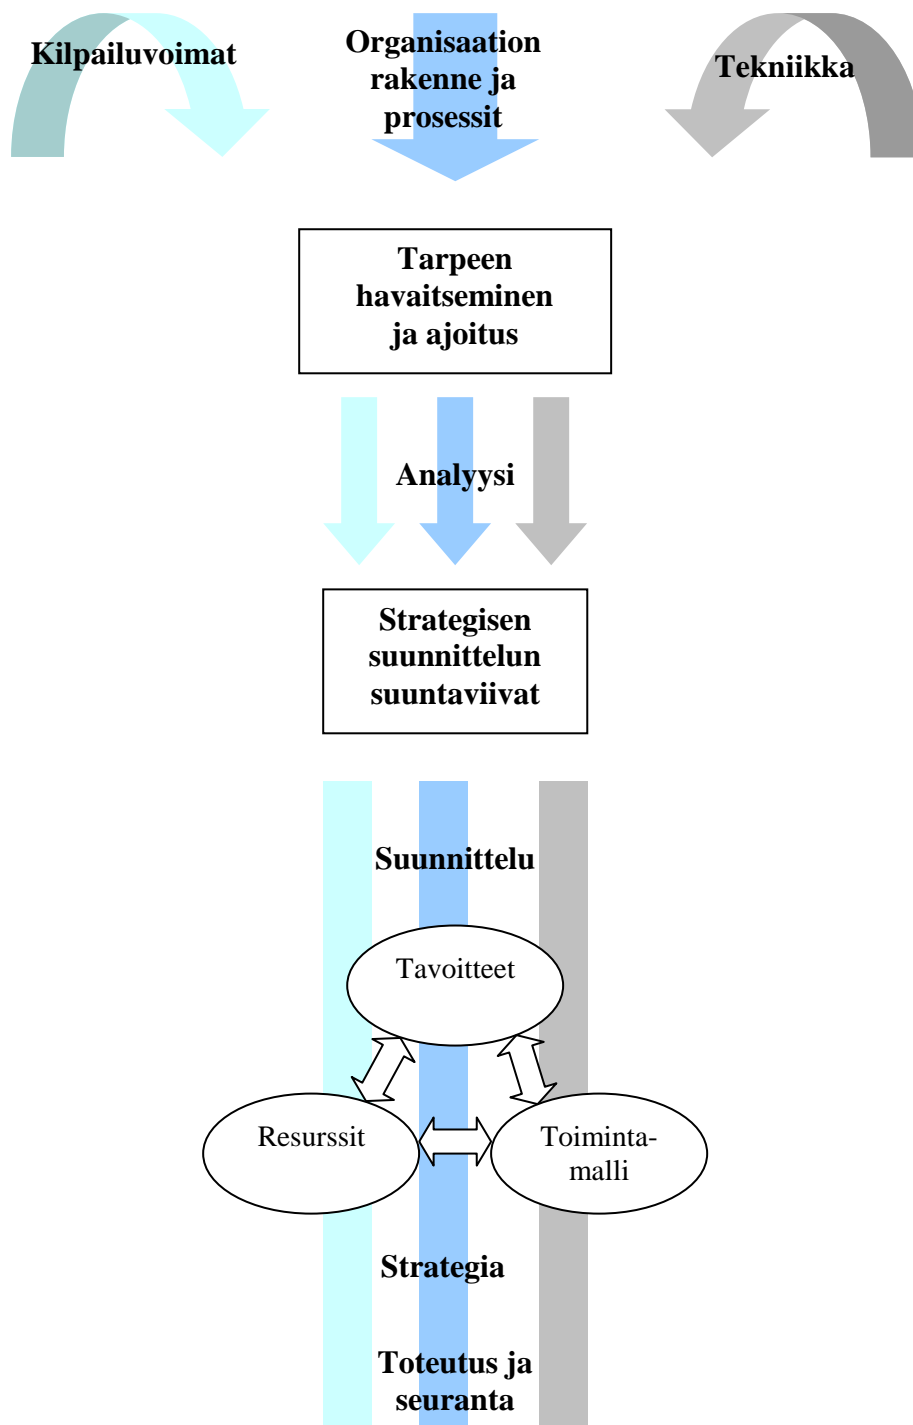 Kilpailuvoimat
Organisaation
rakenne ja
prosessit
Tekniikka
Tarpeen
havaitseminen
ja ajoitus
Analyysi
Strategisen
suunnittelun
suuntaviivat
Suunnittelu
Tavoitteet
Resurssit
Toiminta-
malli
Strategia
Toteutus ja
seuranta